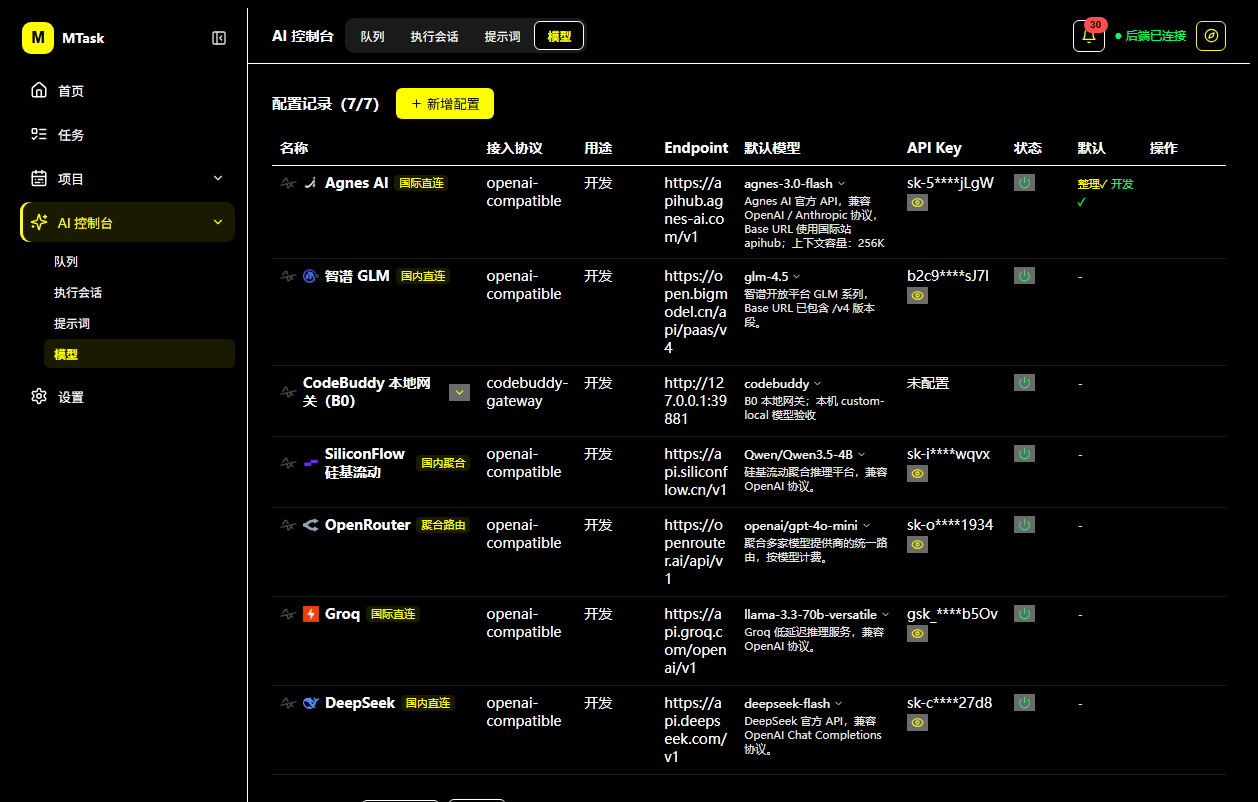 M MTask
首页
任务
项目
AI 控制台
队列
执行会话
提示词
模型
设置
AI 控制台 队列 执行会话 提示词 模型
30
后端已连接
配置记录（7/7） + 新增配置
名称 接入协议 用途 Endpoint 默认模型 API Key 状态 默认 操作
Agnes AI 国际直连
openai-
compatible
开发
https://a
pihub.ag
nes-ai.co
m/v1
agnes-3.0-flash
Agnes AI 官方 API，兼容
OpenAI / Anthropic 协议，
Base URL 使用国际站
apihub；上下文容量：256K
sk-5****jLgW
整理✓ 开发
✓
智谱 GLM 国内直连
openai-
compatible
开发
https://o
pen.bigm
odel.cn/a
pi/paas/v
4
glm-4.5
智谱开放平台 GLM 系列，
Base URL 已包含 /v4 版本
段。
b2c9****sJ7I
-
CodeBuddy 本地网
关（B0）
codebuddy-
gateway
开发
http://12
7.0.0.1:39
881
codebuddy
B0 本地网关；本机 custom-
local 模型验收
未配置
-
SiliconFlow
硅基流动
国内聚合
openai-
compatible
开发
https://a
pi.siliconf
low.cn/v1
Qwen/Qwen3.5-4B
硅基流动聚合推理平台，兼容
OpenAI 协议。
sk-i****wqvx
-
OpenRouter 聚合路由
openai-
compatible
开发
https://o
penroute
r.ai/api/v
1
openai/gpt-4o-mini
聚合多家模型提供商的统一路
由，按模型计费。
sk-o****1934
-
Groq 国际直连
openai-
compatible
开发
https://a
pi.groq.c
om/open
ai/v1
llama-3.3-70b-versatile
Groq 低延迟推理服务，兼容
OpenAI 协议。
gsk_****b5Ov
-
DeepSeek 国内直连
openai-
compatible
开发
https://a
pi.deeps
eek.com/
v1
deepseek-flash
DeepSeek 官方 API，兼容
OpenAI Chat Completions
协议。
sk-c****27d8
-